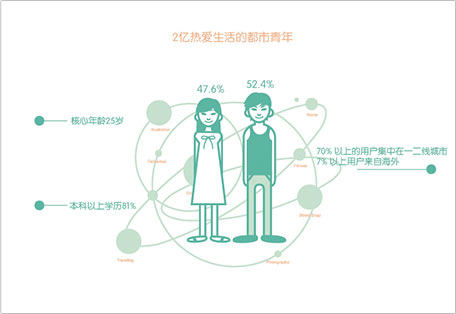 2亿热爱生活的都市青年
47.6%
52.4%
核心年龄25岁
70% 以上的用户集中在一二线城市
7% 以上用户来自海外
本科以上学历81%
Movie
Fitness
Street Snap
Travelling
Photography